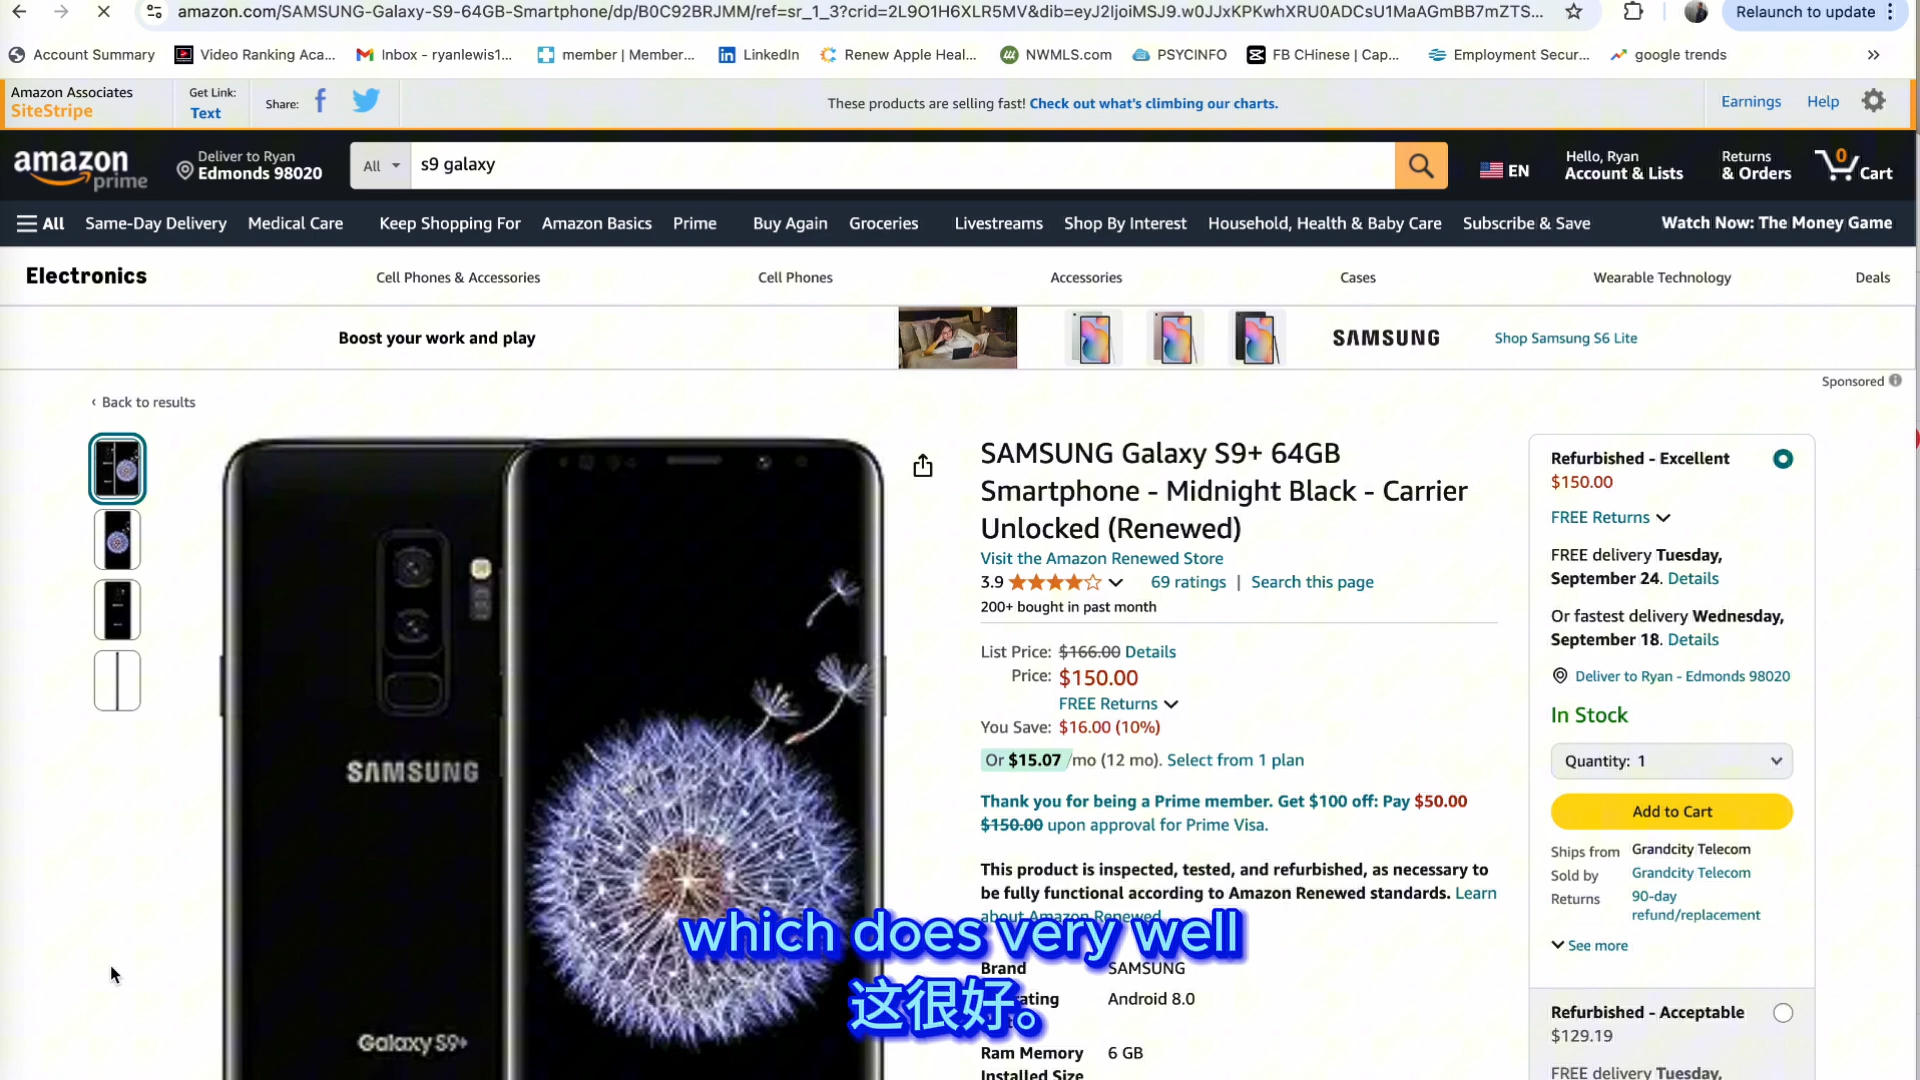 amazon.com/SAMSUNG-Galaxy-S9-64GB-Smartphone/dp/B0C92BRJMM/ref=sr_1_3?crid=2L9O1H6XLR5MV&dib=eyJ2IjoiMSJ9.w0JJxKPKwhXRU0ADCsU1MaAGmBB7mZTS...
Relaunch to update
Account Summary
Video Ranking Aca...
Inbox - ryanlewis1...
member | Member...
LinkedIn
Renew Apple Heal...
NWMLS.com
PSYCINFO
FB CHinese | Cap...
Employment Secur...
google trends
Amazon Associates
SiteStripe
Get Link:
Text
Share:
These products are selling fast! Check out what's climbing our charts.
Earnings
Help
amazon prime
Deliver to Ryan
Edmonds 98020
All
s9 galaxy
EN
Hello, Ryan
Account & Lists
Returns
& Orders
0
Cart
All
Same-Day Delivery
Medical Care
Keep Shopping For
Amazon Basics
Prime
Buy Again
Groceries
Livestreams
Shop By Interest
Household, Health & Baby Care
Subscribe & Save
Watch Now: The Money Game
Electronics
Cell Phones & Accessories
Cell Phones
Accessories
Cases
Wearable Technology
Deals
Boost your work and play
SAMSUNG
Shop Samsung S6 Lite
Sponsored
‹ Back to results
SAMSUNG
Galaxy S9+
SAMSUNG Galaxy S9+ 64GB
Smartphone - Midnight Black - Carrier
Unlocked (Renewed)
Visit the Amazon Renewed Store
3.9
69 ratings | Search this page
200+ bought in past month
List Price: $166.00 Details
Price: $150.00
FREE Returns
You Save: $16.00 (10%)
Or $15.07 /mo (12 mo). Select from 1 plan
Thank you for being a Prime member. Get $100 off: Pay $50.00
$150.00 upon approval for Prime Visa.
This product is inspected, tested, and refurbished, as necessary to
be fully functional according to Amazon Renewed standards. Learn
about Amazon Renewed
which does very well
这很好。
Brand SAMSUNG
Android 8.0
Ram Memory 6 GB
Installed Size
Refurbished - Excellent
$150.00
FREE Returns
FREE delivery Tuesday,
September 24. Details
Or fastest delivery Wednesday,
September 18. Details
Deliver to Ryan - Edmonds 98020
In Stock
Quantity: 1
Add to Cart
Ships from Grandcity Telecom
Sold by Grandcity Telecom
Returns 90-day
refund/replacement
See more
Refurbished - Acceptable
$129.19
FREE delivery Tuesday,